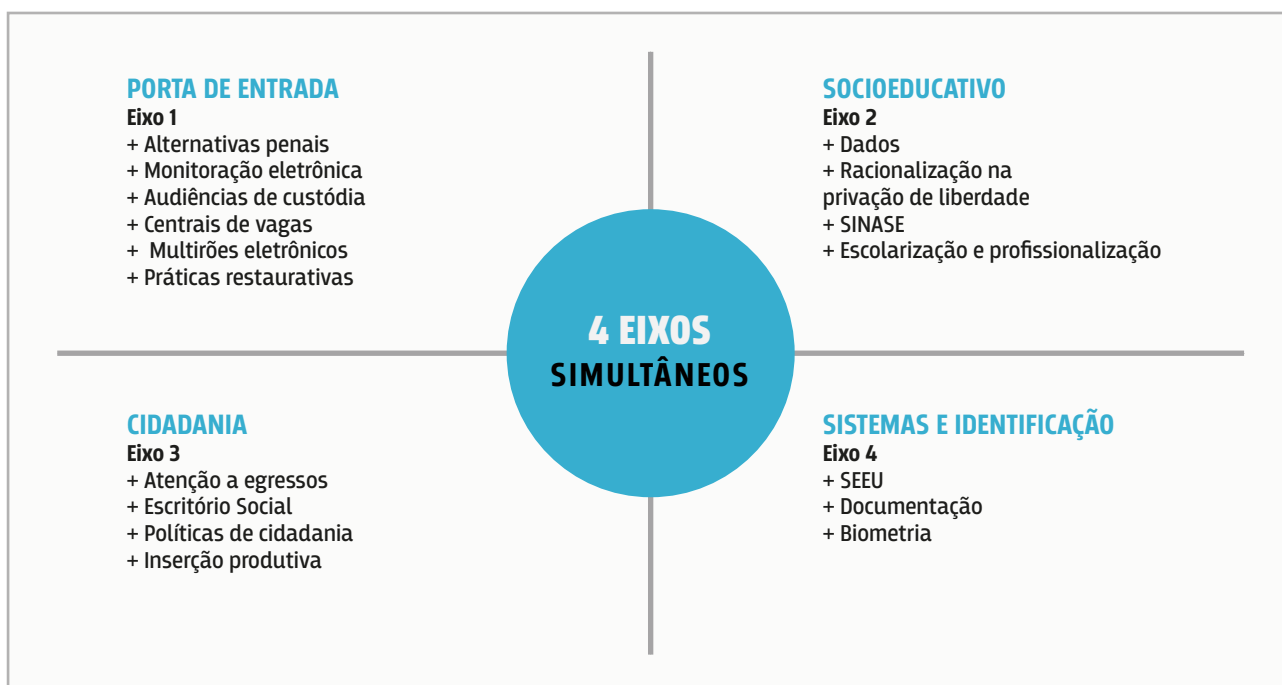 PORTA DE ENTRADA
Eixo 1
+ Alternativas penais
+ Monitoração eletrônica
+ Audiências de custódia
+ Centrais de vagas
+ Multirões eletrônicos
+ Práticas restaurativas
SOCIOEDUCATIVO
Eixo 2
+ Dados
+ Racionalização na
privação de liberdade
+ SINASE
+ Escolarização e profissionalização
4 EIXOS
SIMULTÂNEOS
CIDADANIA
Eixo 3
+ Atenção a egressos
+ Escritório Social
+ Políticas de cidadania
+ Inserção produtiva
SISTEMAS E IDENTIFICAÇÃO
Eixo 4
+ SEEU
+ Documentação
+ Biometria